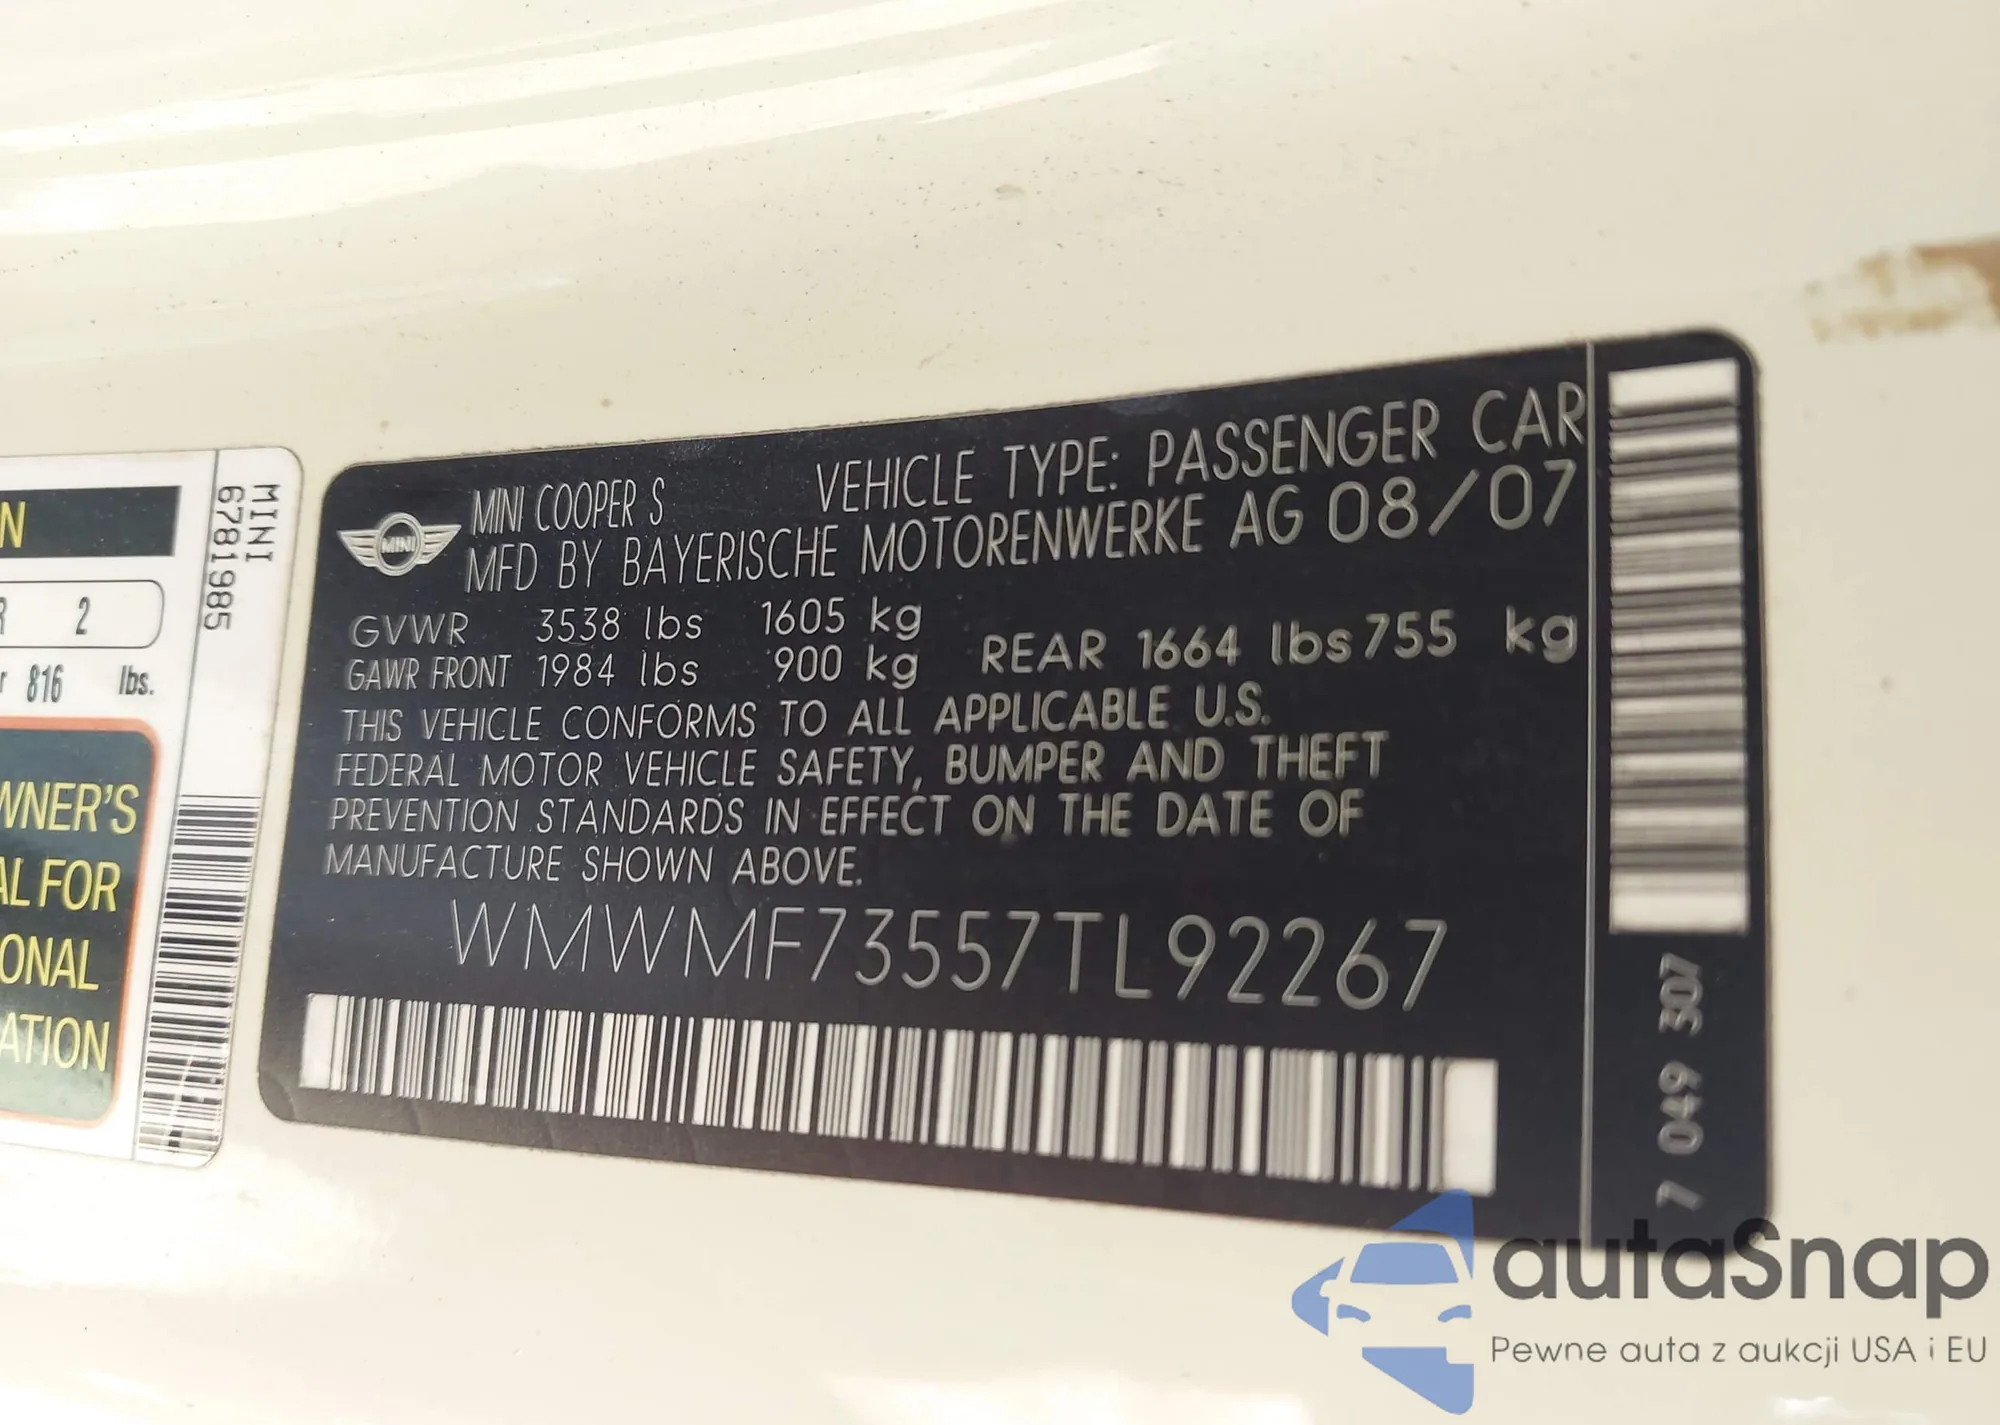 N
R 2
r 816 lbs.
WNER'S
AL FOR
ONAL
ATION
MINI
6781985
MINI
MINI COOPER S VEHICLE TYPE: PASSENGER CAR
MFD BY BAYERISCHE MOTORENWERKE AG 08/07
GVWR 3538 lbs 1605 kg
GAWR FRONT 1984 lbs 900 kg REAR 1664 lbs 755 kg
THIS VEHICLE CONFORMS TO ALL APPLICABLE U.S.
FEDERAL MOTOR VEHICLE SAFETY, BUMPER AND THEFT
PREVENTION STANDARDS IN EFFECT ON THE DATE OF
MANUFACTURE SHOWN ABOVE.
WMWMF73557TL92267
7 049 307
autaSnap
Pewne auta z aukcji USA i EU